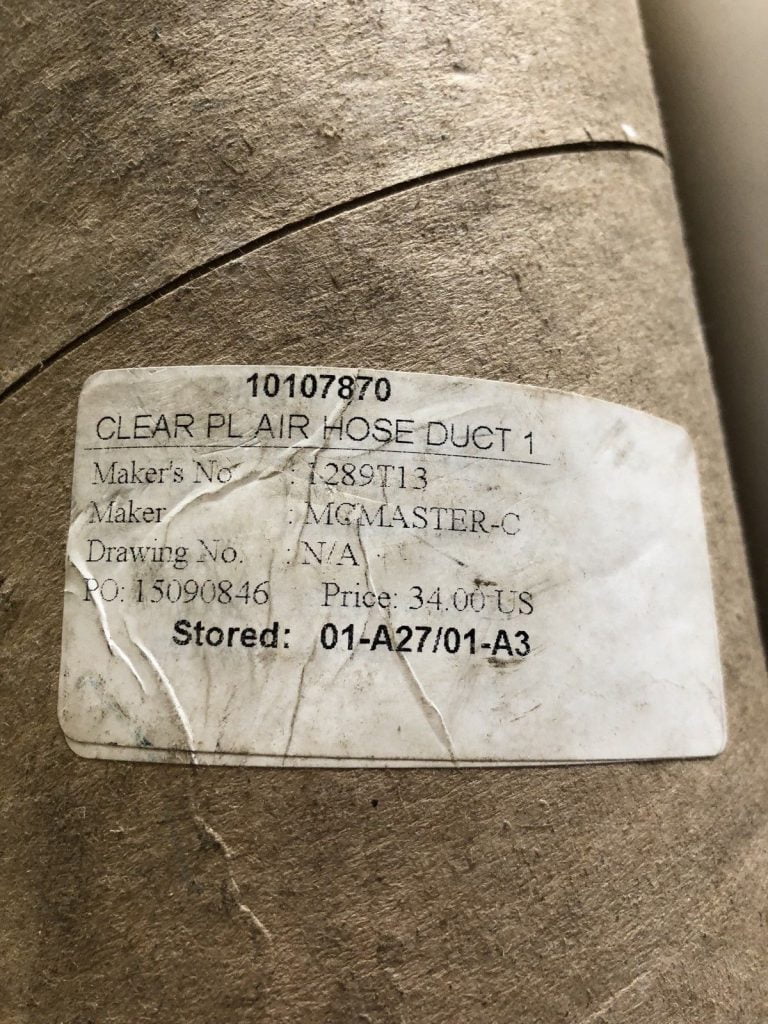 10107870
CLEAR PL AIR HOSE DUCT 1
Maker's No : 1289T13
Maker : MCMASTER-C
Drawing No. : N/A
PO: 15090846 Price: 34.00 US
Stored: 01-A27/01-A3